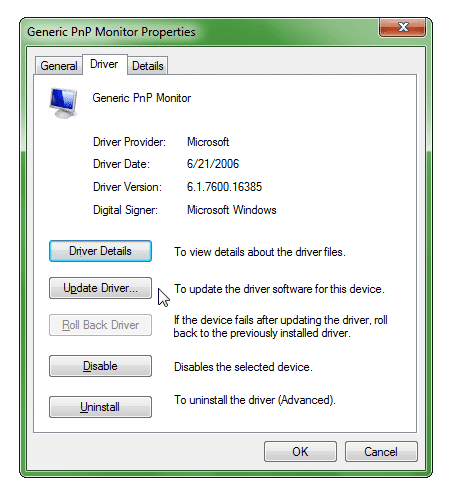 Generic PnP Monitor Properties
General Driver Details
Generic PnP Monitor
Driver Provider: Microsoft
Driver Date: 6/21/2006
Driver Version: 6.1.7600.16385
Digital Signer: Microsoft Windows
Driver Details To view details about the driver files.
Update Driver... To update the driver software for this device.
Roll Back Driver If the device fails after updating the driver, roll
back to the previously installed driver.
Disable Disables the selected device.
Uninstall To uninstall the driver (Advanced).
OK Cancel